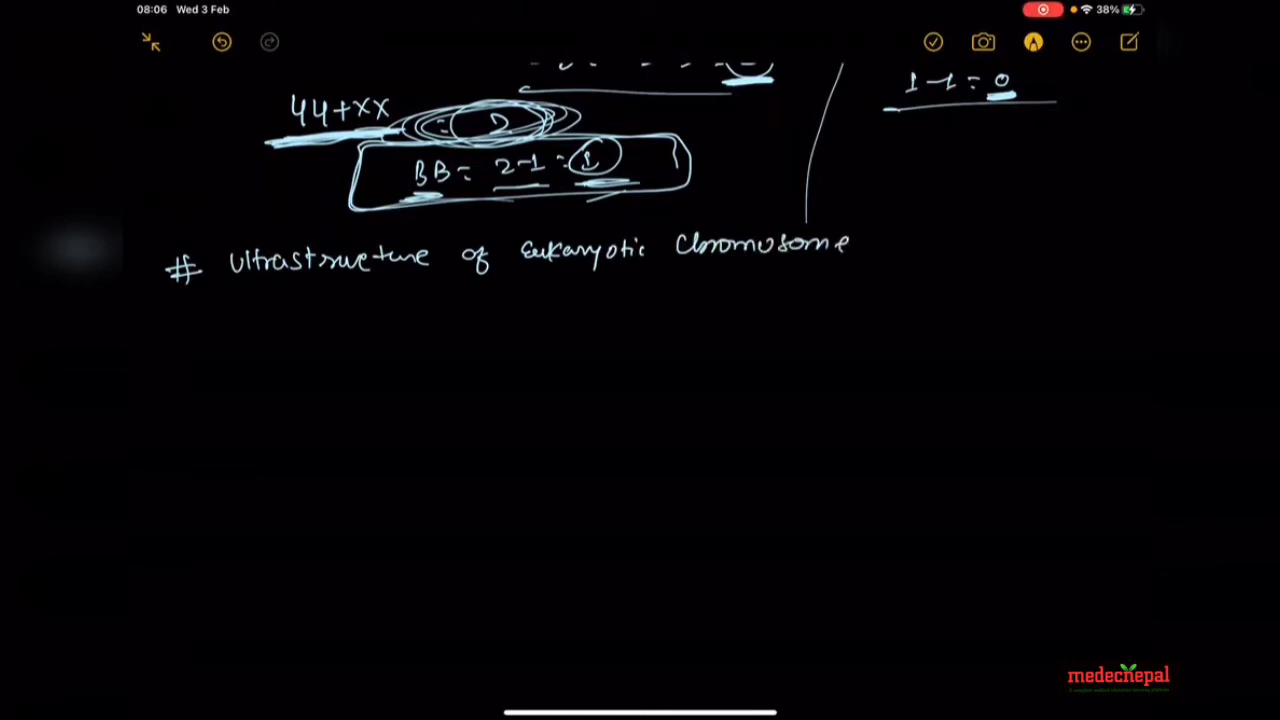 08:06 Wed 3 Feb
38%
1-1 = 0
44+xx = 2
BB = 2-1 = 1
# Ultrastructure of Eukaryotic Chromosome
medecnepal